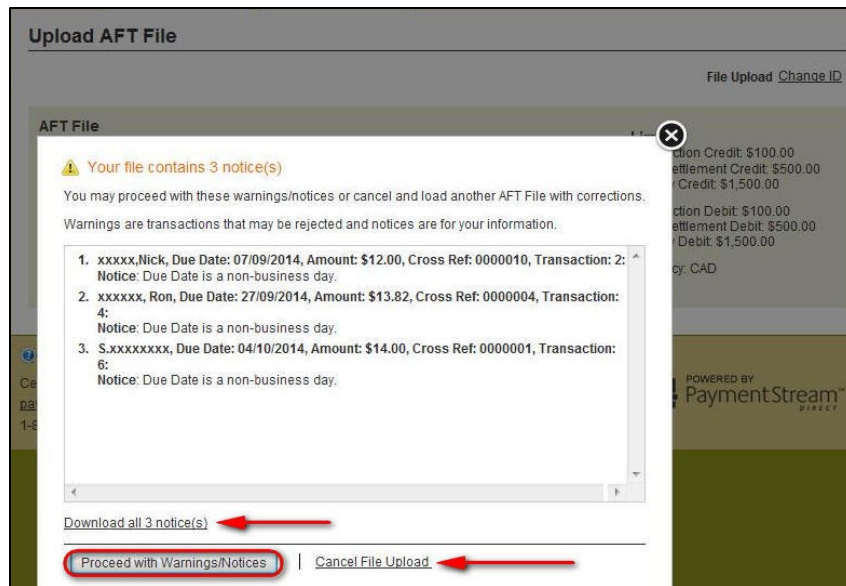 Upload AFT File
File Upload Change ID
AFT File
Your file contains 3 notice(s)
You may proceed with these warnings/notices or cancel and load another AFT File with corrections.
Warnings are transactions that may be rejected and notices are for your information.
1. xxxxx,Nick, Due Date: 07/09/2014, Amount: $12.00, Cross Ref: 0000010, Transaction: 2:
Notice: Due Date is a non-business day.
2. xxxxxx, Ron, Due Date: 27/09/2014, Amount: $13.82, Cross Ref: 0000004, Transaction:
4:
Notice: Due Date is a non-business day.
3. S.xxxxxxxx, Due Date: 04/10/2014, Amount: $14.00, Cross Ref: 0000001, Transaction:
6:
Notice: Due Date is a non-business day.
Download all 3 notice(s)
Proceed with Warnings/Notices | Cancel File Upload
Credit: $100.00
Credit: $500.00
Credit: $1,500.00
Debit: $100.00
Debit: $500.00
Debit: $1,500.00
CAD
POWERED BY
PaymentStream™
DIRECT